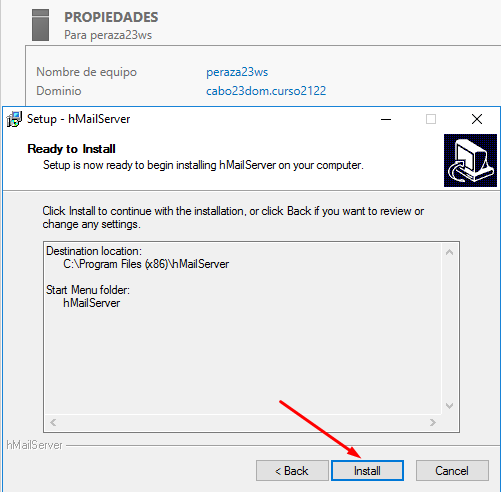 PROPIEDADES
Para peraza23ws
Nombre de equipo peraza23ws
Dominio cabo23dom.curso2122
Setup - hMailServer
Ready to Install
Setup is now ready to begin installing hMailServer on your computer.
Click Install to continue with the installation, or click Back if you want to review or
change any settings.
Destination location:
C:\Program Files (x86)\hMailServer
Start Menu folder:
hMailServer
hMailServer
< Back Install Cancel